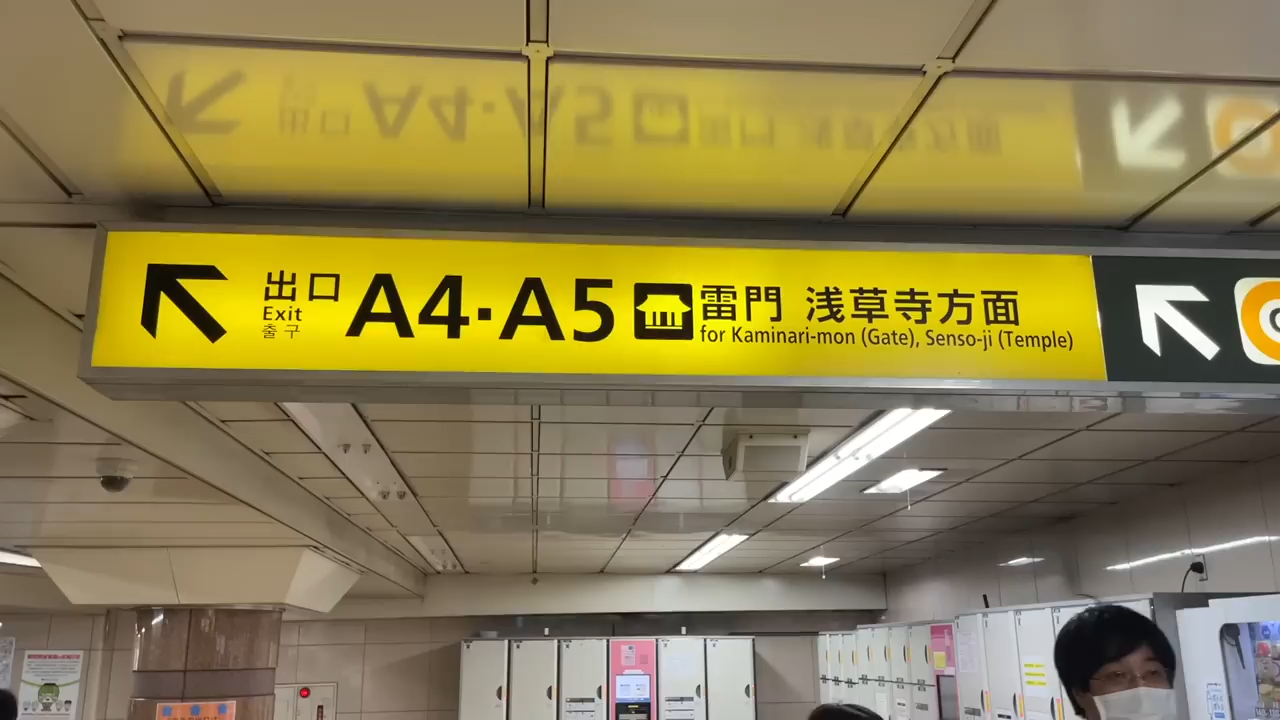 出口
Exit
출구
A4·A5
雷門 浅草寺方面
for Kaminari-mon (Gate), Senso-ji (Temple)